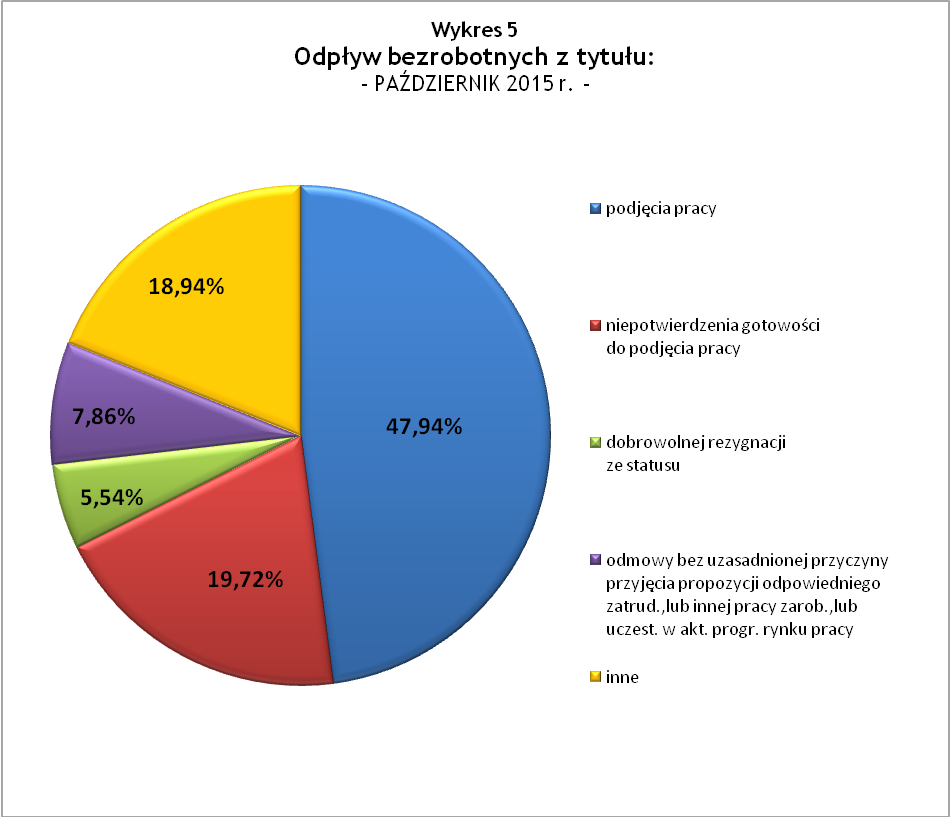 Wykres 5
Odpływ bezrobotnych z tytułu:
- PAŹDZIERNIK 2015 r. -
18,94%
7,86%
5,54%
19,72%
47,94%
podjęcia pracy
niepotwierdzenia gotowości
do podjęcia pracy
dobrowolnej rezygnacji
ze statusu
odmowy bez uzasadnionej przyczyny
przyjęcia propozycji odpowiedniego
zatrud.,lub innej pracy zarob.,lub
uczest. w akt. progr. rynku pracy
inne